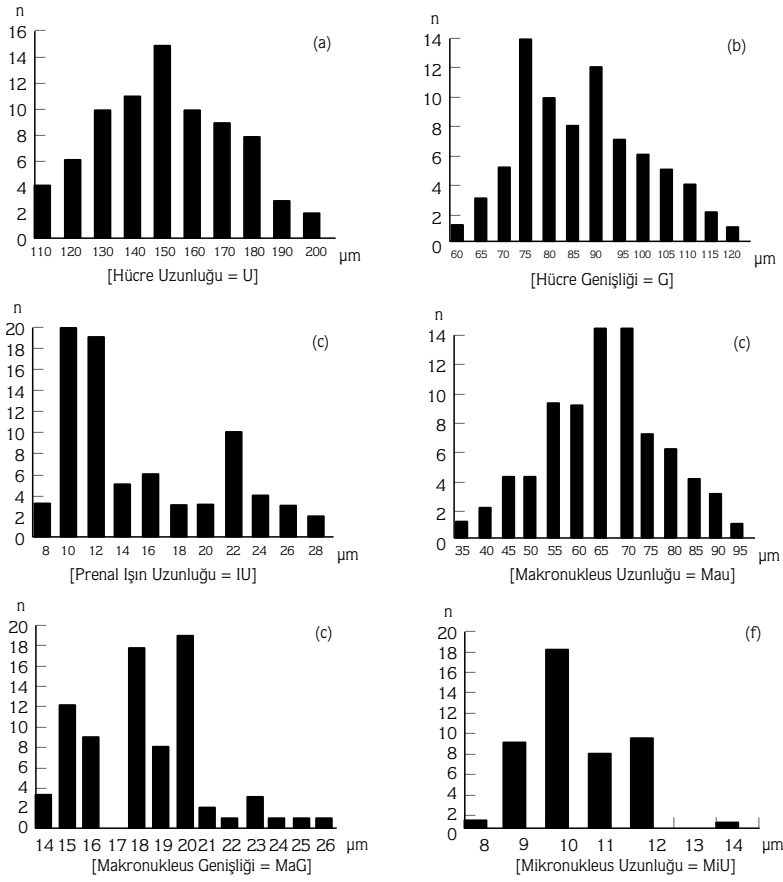 n
16
14
12
10
8
6
4
2
0
(a)
110 120 130 140 150 160 170 180 190 200 µm
[Hücre Uzunluğu = U]
14
12
10
8
6
4
2
0
(b)
60 65 70 75 80 85 90 95 100 105 110 115 120 µm
[Hücre Genişliği = G]
n
20
18
16
14
12
10
8
6
4
2
0
(c)
8 10 12 14 16 18 20 22 24 26 28 µm
[Prenal Işın Uzunluğu = IU]
n
14
12
10
8
6
4
2
0
(c)
35 40 45 50 55 60 65 70 75 80 85 90 95 µm
[Makronukleus Uzunluğu = Mau]
n
20
18
16
14
12
10
8
6
4
2
0
(c)
14 15 16 17 18 19 20 21 22 23 24 25 26 µm
[Makronukleus Genişliği = MaG]
n
20
18
16
14
12
10
8
6
4
2
0
(f)
8 9 10 11 12 13 14 µm
[Mikronukleus Uzunluğu = MiU]